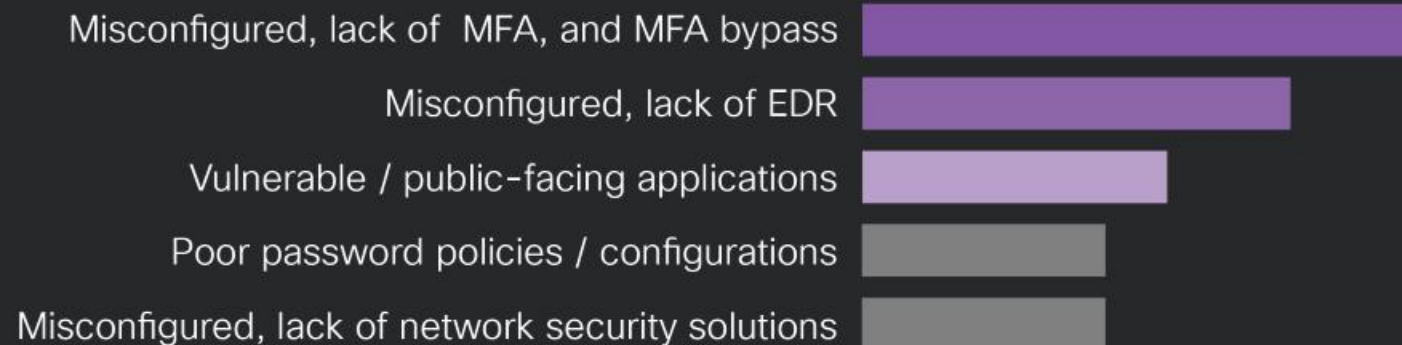 Misconfigured, lack of  MFA, and MFA bypass
Misconfigured, lack of EDR
Vulnerable / public-facing applications
Poor password policies / configurations
Misconfigured, lack of network security solutions